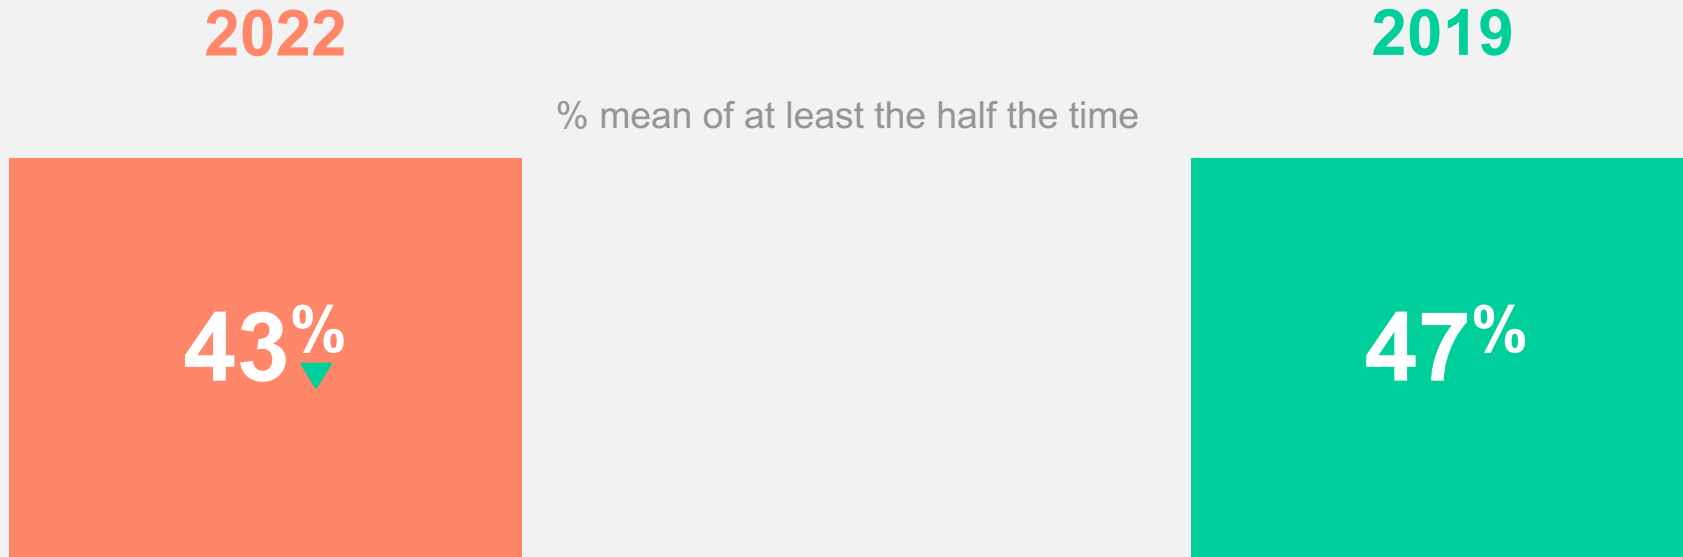 2022 2019
% mean of at least the half the time
43% 47%